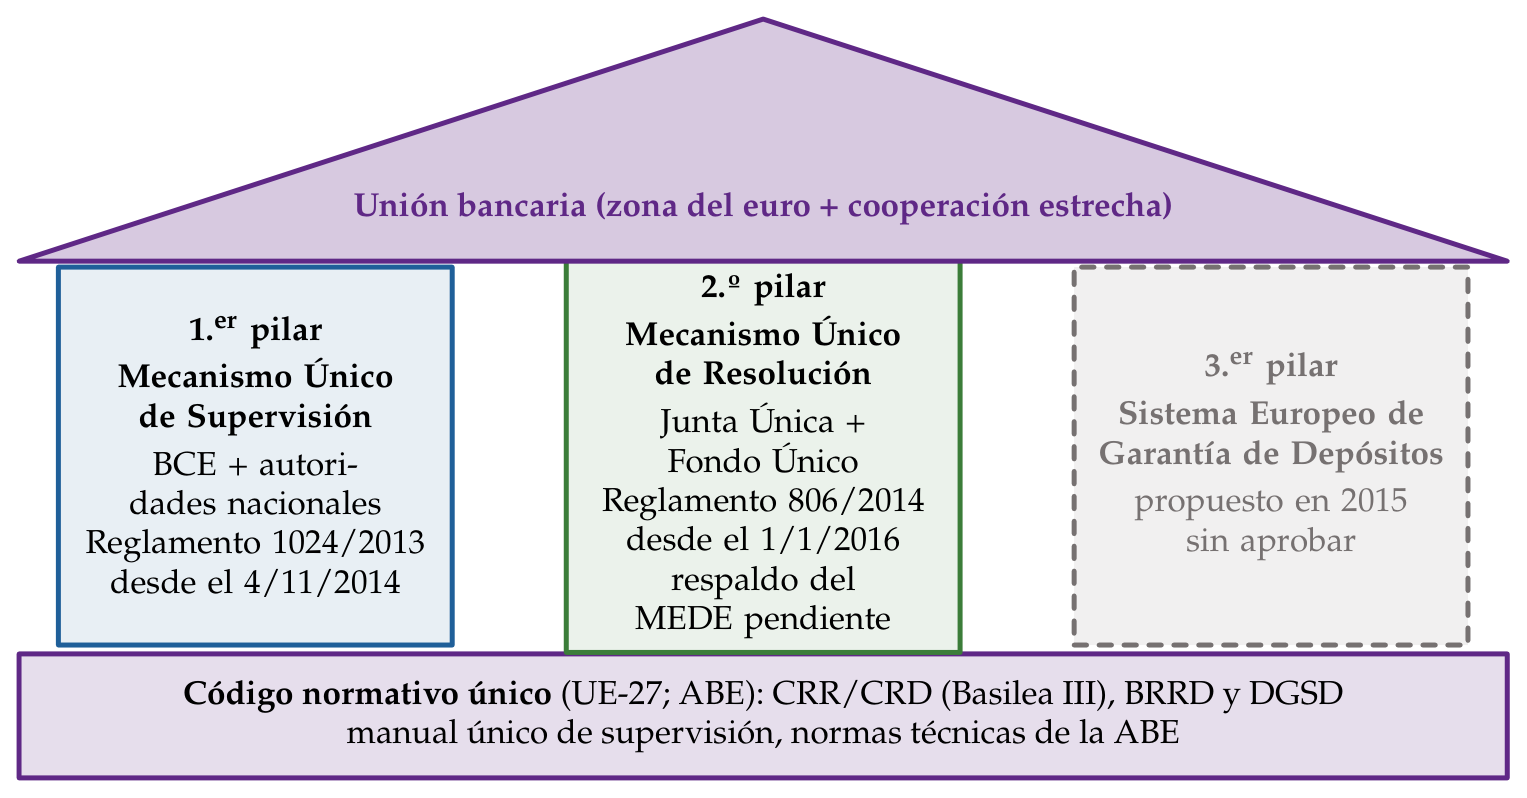 Unión bancaria (zona del euro + cooperación estrecha)
1.er pilar
Mecanismo Único
de Supervisión
BCE + autori-
dades nacionales
Reglamento 1024/2013
desde el 4/11/2014
2.º pilar
Mecanismo Único
de Resolución
Junta Única +
Fondo Único
Reglamento 806/2014
desde el 1/1/2016
respaldo del
MEDE pendiente
3.er pilar
Sistema Europeo de
Garantía de Depósitos
propuesto en 2015
sin aprobar
Código normativo único (UE-27; ABE): CRR/CRD (Basilea III), BRRD y DGSD
manual único de supervisión, normas técnicas de la ABE